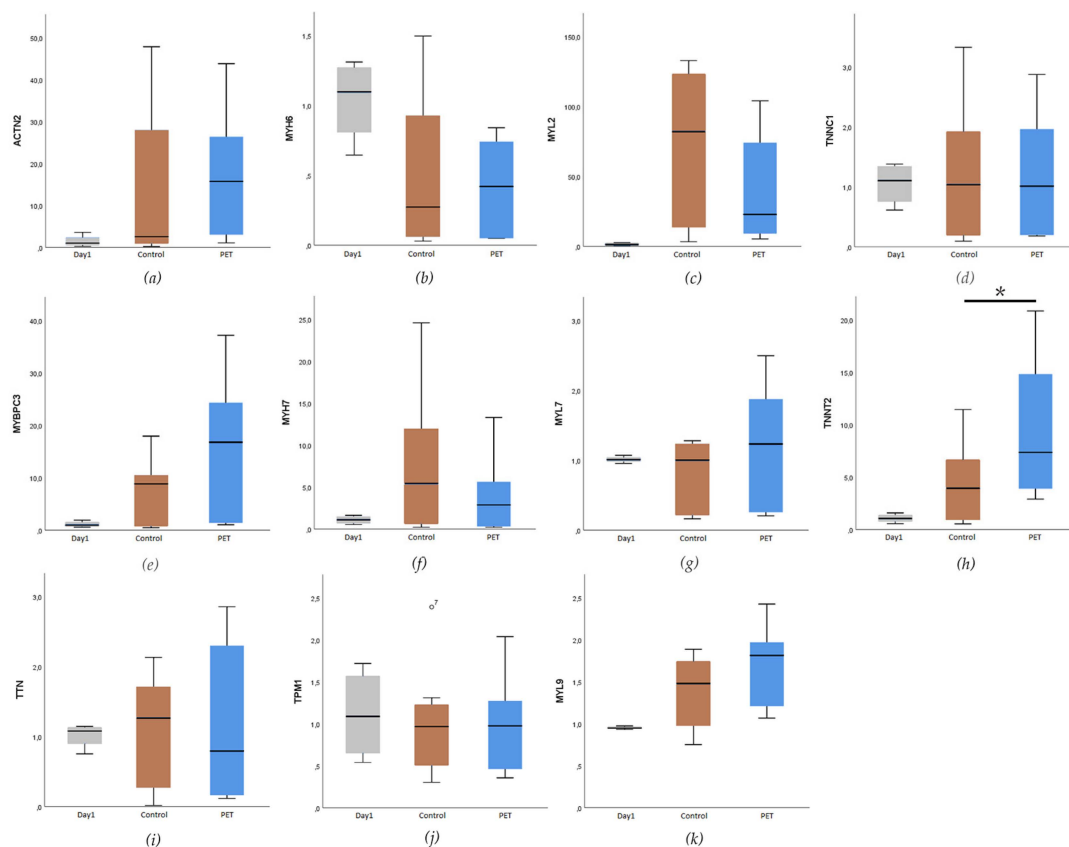 ACTN2
50,0
40,0
30,0
20,0
10,0
,0
Day1 Control PET
(a)
MYH6
1,5
1,0
,5
,0
Day1 Control PET
(b)
MYL2
150,0
100,0
50,0
,0
Day1 Control PET
(c)
TNNC1
3,0
2,0
1,0
,0
Day1 Control PET
(d)
MYBPC3
40,0
30,0
20,0
10,0
,0
Day1 Control PET
(e)
MYH7
25,0
20,0
15,0
10,0
5,0
,0
Day1 Control PET
(f)
MYL7
3,0
2,0
1,0
,0
Day1 Control PET
(g)
*
TNNT2
20,0
15,0
10,0
5,0
,0
Day1 Control PET
(h)
TTN
3,0
2,0
1,0
,0
Day1 Control PET
(i)
TPM1
2,5
2,0
1,5
1,0
,5
,0
7
Day1 Control PET
(j)
MYL9
2,5
2,0
1,5
1,0
,5
,0
Day1 Control PET
(k)